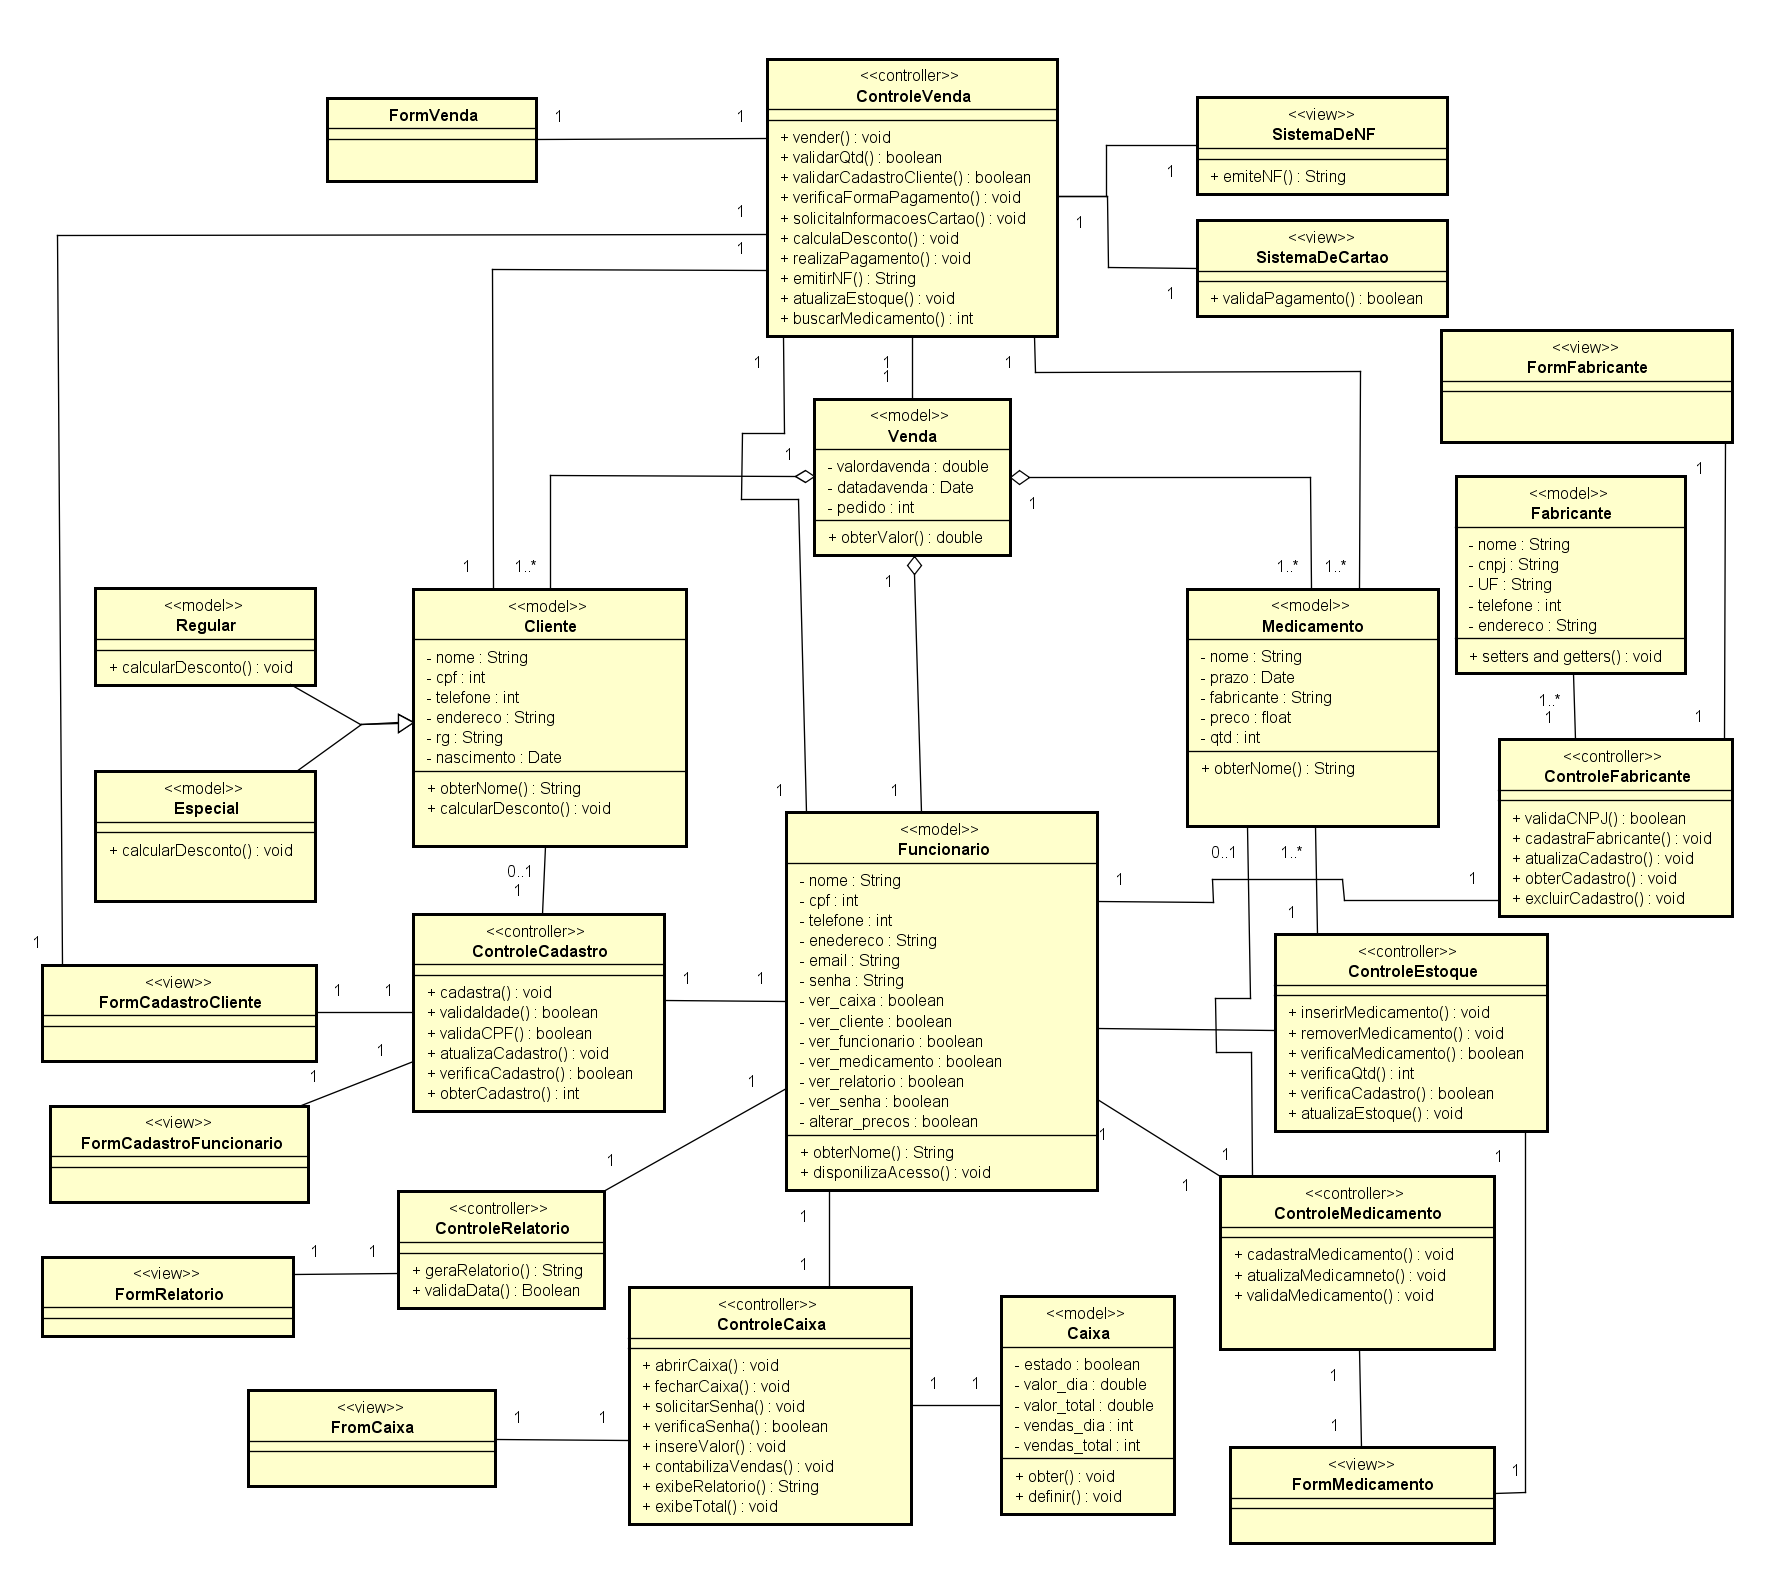 <<controller>>
ControleVenda
+ vender() : void
+ validarQtd() : boolean
+ validarCadastroCliente() : boolean
+ verificaFormaPagamento() : void
+ solicitaInformacoesCartao() : void
+ calculaDesconto() : void
+ realizaPagamento() : void
+ emitirNF() : String
+ atualizaEstoque() : void
+ buscarMedicamento() : int
FormVenda
1
1
1
1
<<view>>
SistemaDeNF
+ emiteNF() : String
1
1
<<view>>
SistemaDeCartao
+ validaPagamento() : boolean
1
<<view>>
FormFabricante
1
1
1
1
1
<<model>>
Venda
- valordavenda : double
- datadavenda : Date
- pedido : int
+ obterValor() : double
1
1
1
<<model>>
Fabricante
- nome : String
- cnpj : String
- UF : String
- telefone : int
- endereco : String
+ setters and getters() : void
1
1..*
1..*
1..*
1
<<model>>
Regular
+ calcularDesconto() : void
<<model>>
Especial
+ calcularDesconto() : void
<<model>>
Cliente
- nome : String
- cpf : int
- telefone : int
- endereco : String
- rg : String
- nascimento : Date
+ obterNome() : String
+ calcularDesconto() : void
<<model>>
Medicamento
- nome : String
- prazo : Date
- fabricante : String
- preco : float
- qtd : int
+ obterNome() : String
1..*
1
1
<<controller>>
ControleFabricante
+ validaCNPJ() : boolean
+ cadastraFabricante() : void
+ atualizaCadastro() : void
+ obterCadastro() : void
+ excluirCadastro() : void
1
1
<<model>>
Funcionario
- nome : String
- cpf : int
- telefone : int
- enedereco : String
- email : String
- senha : String
- ver_caixa : boolean
- ver_cliente : boolean
- ver_funcionario : boolean
- ver_medicamento : boolean
- ver_relatorio : boolean
- ver_senha : boolean
- alterar_precos : boolean
+ obterNome() : String
+ disponilizaAcesso() : void
0..1
1
0..1
1..*
1
1
1
<<controller>>
ControleCadastro
+ cadastra() : void
+ validaIdade() : boolean
+ validaCPF() : boolean
+ atualizaCadastro() : void
+ verificaCadastro() : boolean
+ obterCadastro() : int
<<controller>>
ControleEstoque
+ inserirMedicamento() : void
+ removerMedicamento() : void
+ verificaMedicamento() : boolean
+ verificaQtd() : int
+ verificaCadastro() : boolean
+ atualizaEstoque() : void
1
<<view>>
FormCadastroCliente
1
1
1
1
1
1
<<view>>
FormCadastroFuncionario
1
1
1
1
1
1
<<controller>>
ControleRelatorio
+ geraRelatorio() : String
+ validaData() : Boolean
<<controller>>
ControleMedicamento
+ cadastraMedicamento() : void
+ atualizaMedicamneto() : void
+ validaMedicamento() : void
1
1
1
1
<<view>>
FormRelatorio
<<controller>>
ControleCaixa
+ abrirCaixa() : void
+ fecharCaixa() : void
+ solicitarSenha() : void
+ verificaSenha() : boolean
+ insereValor() : void
+ contabilizaVendas() : void
+ exibeRelatorio() : String
+ exibeTotal() : void
<<model>>
Caixa
- estado : boolean
- valor_dia : double
- valor_total : double
- vendas_dia : int
- vendas_total : int
+ obter() : void
+ definir() : void
1
1
1
1
<<view>>
FromCaixa
1
1
1
<<view>>
FormMedicamento